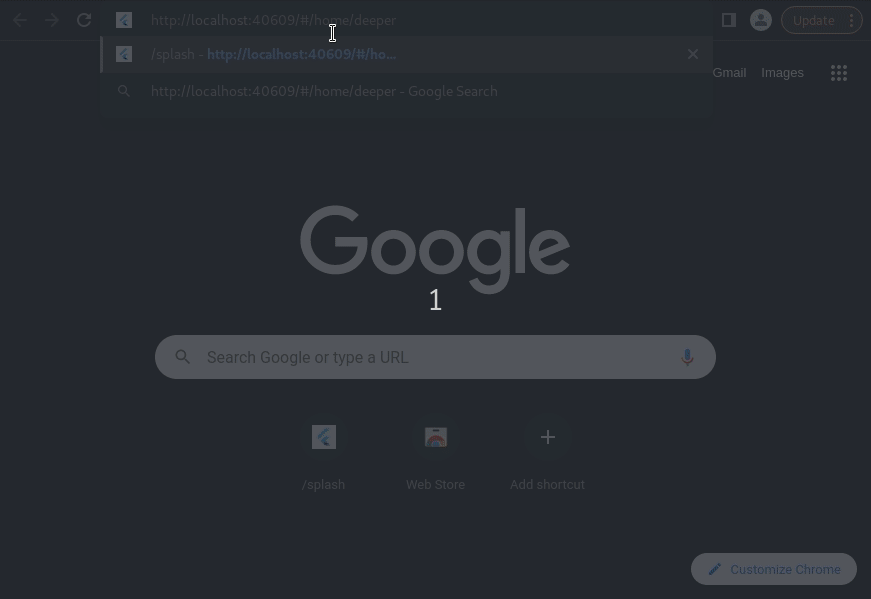 http://localhost:40609/#/home/deeper
Update
/splash - http://localhost:40609/#/ho...
Gmail Images
http://localhost:40609/#/home/deeper - Google Search
Google
1
Search Google or type a URL
/splash Web Store Add shortcut
Customize Chrome